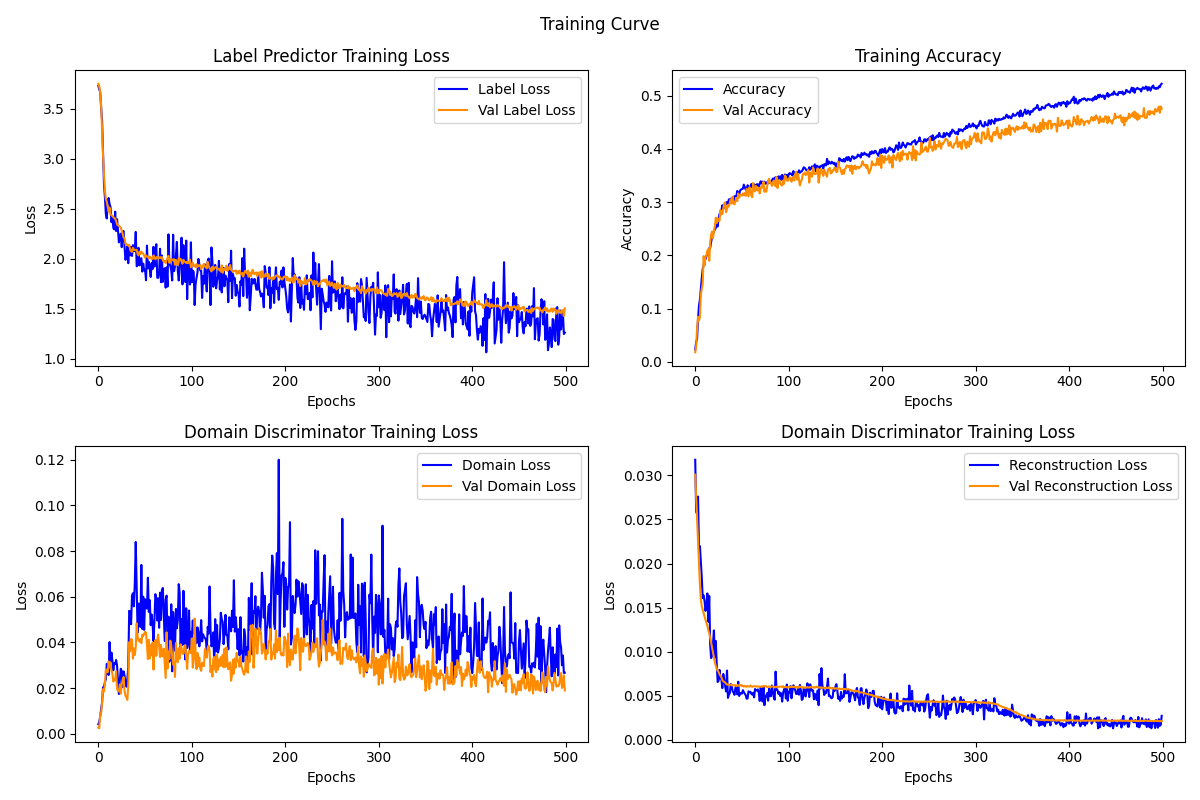 Training Curve
Label Predictor Training Loss
Loss
3.5
3.0
2.5
2.0
1.5
1.0
Label Loss
Val Label Loss
0 100 200 300 400 500
Epochs
Training Accuracy
Accuracy
0.5
0.4
0.3
0.2
0.1
0.0
Accuracy
Val Accuracy
0 100 200 300 400 500
Epochs
Domain Discriminator Training Loss
Loss
0.12
0.10
0.08
0.06
0.04
0.02
0.00
Domain Loss
Val Domain Loss
0 100 200 300 400 500
Epochs
Domain Discriminator Training Loss
Loss
0.030
0.025
0.020
0.015
0.010
0.005
0.000
Reconstruction Loss
Val Reconstruction Loss
0 100 200 300 400 500
Epochs